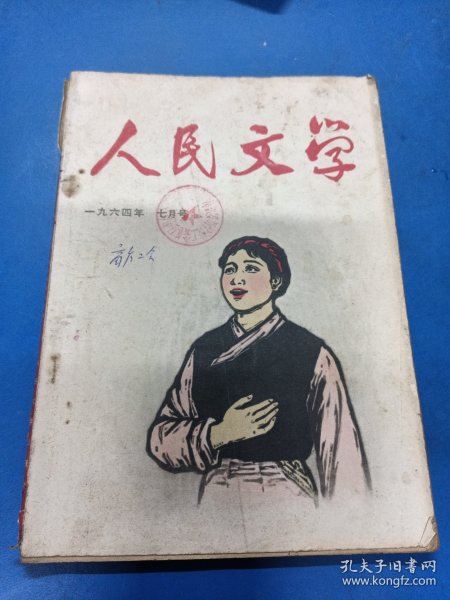 人民文学
一九六四年 七月号
孔夫子旧书网
www.kongfz.com